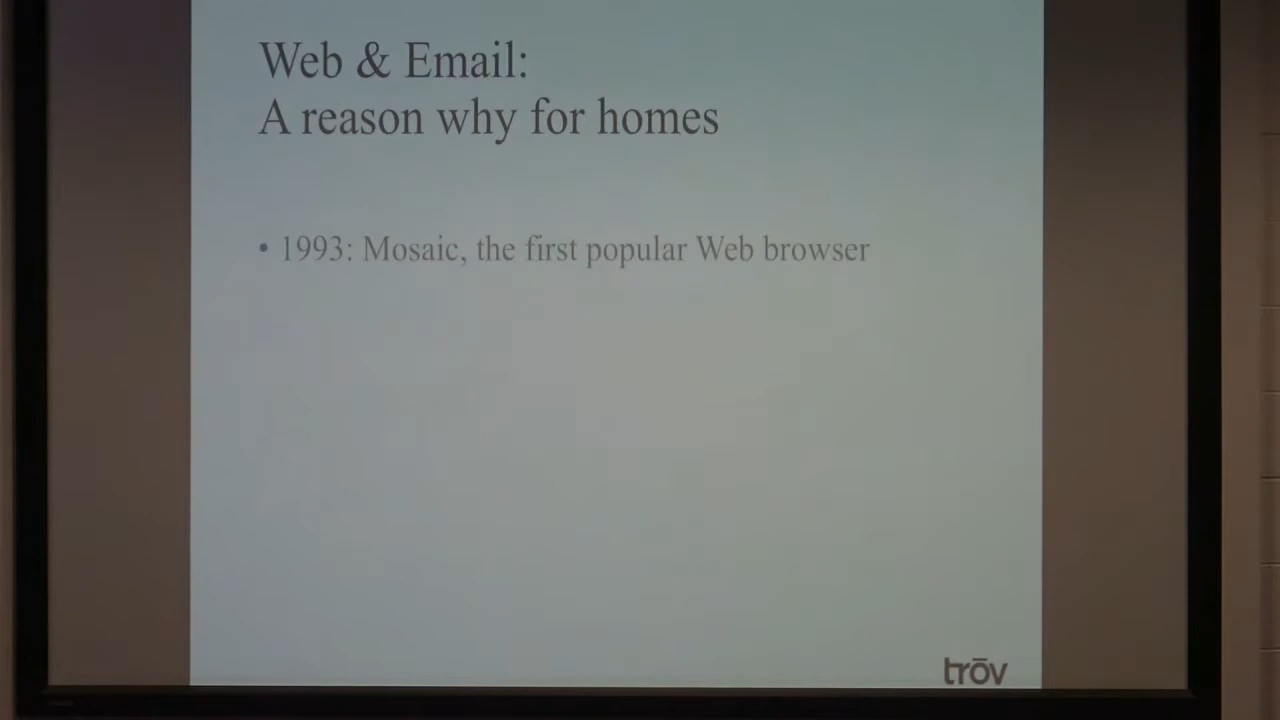 Web & Email:
A reason why for homes
• 1993: Mosaic, the first popular Web browser
trōv